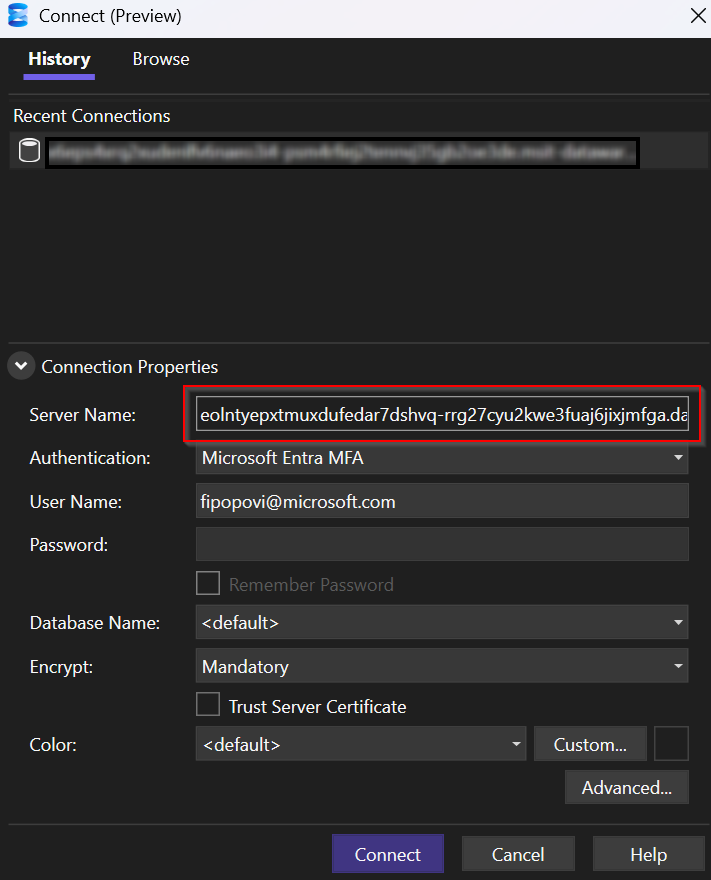 Connect (Preview)
History Browse
Recent Connections
Connection Properties
Server Name: eolntyepxtmuxdufedar7dshvq-rrg27cyu2kwe3fuaj6jixjmfga.da
Authentication: Microsoft Entra MFA
User Name: fipopovi@microsoft.com
Password:
Remember Password
Database Name: <default>
Encrypt: Mandatory
Trust Server Certificate
Color: <default> Custom...
Advanced...
Connect Cancel Help